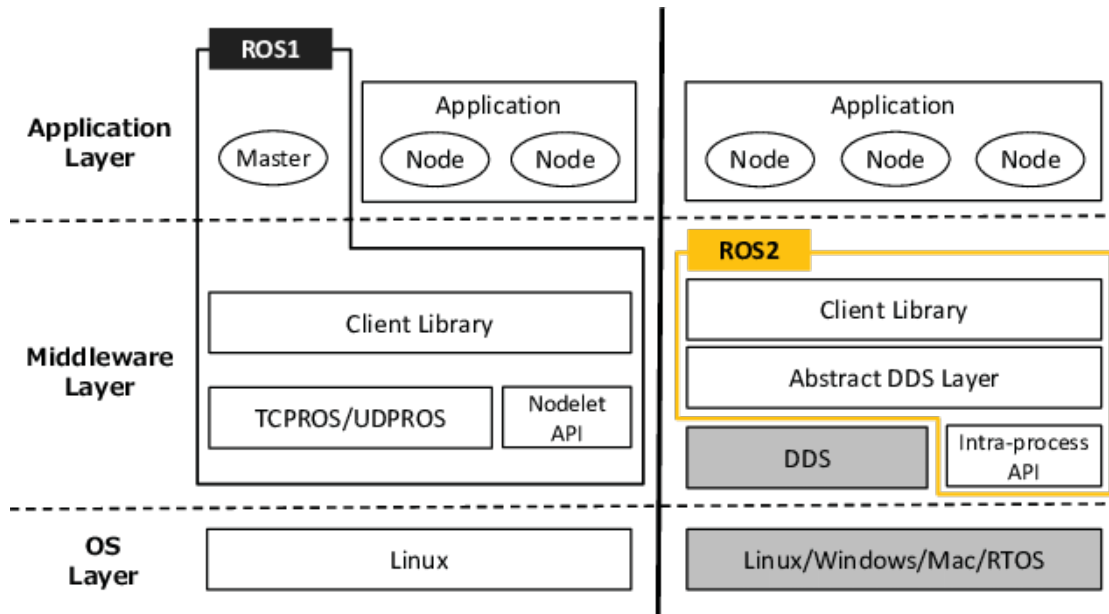 ROS1
Application
Layer
Master
Application
Node
Node
Application
Node
Node
Node
Middleware
Layer
Client Library
TCPROS/UDPROS
Nodelet
API
ROS2
Client Library
Abstract DDS Layer
DDS
Intra-process
API
OS
Layer
Linux
Linux/Windows/Mac/RTOS